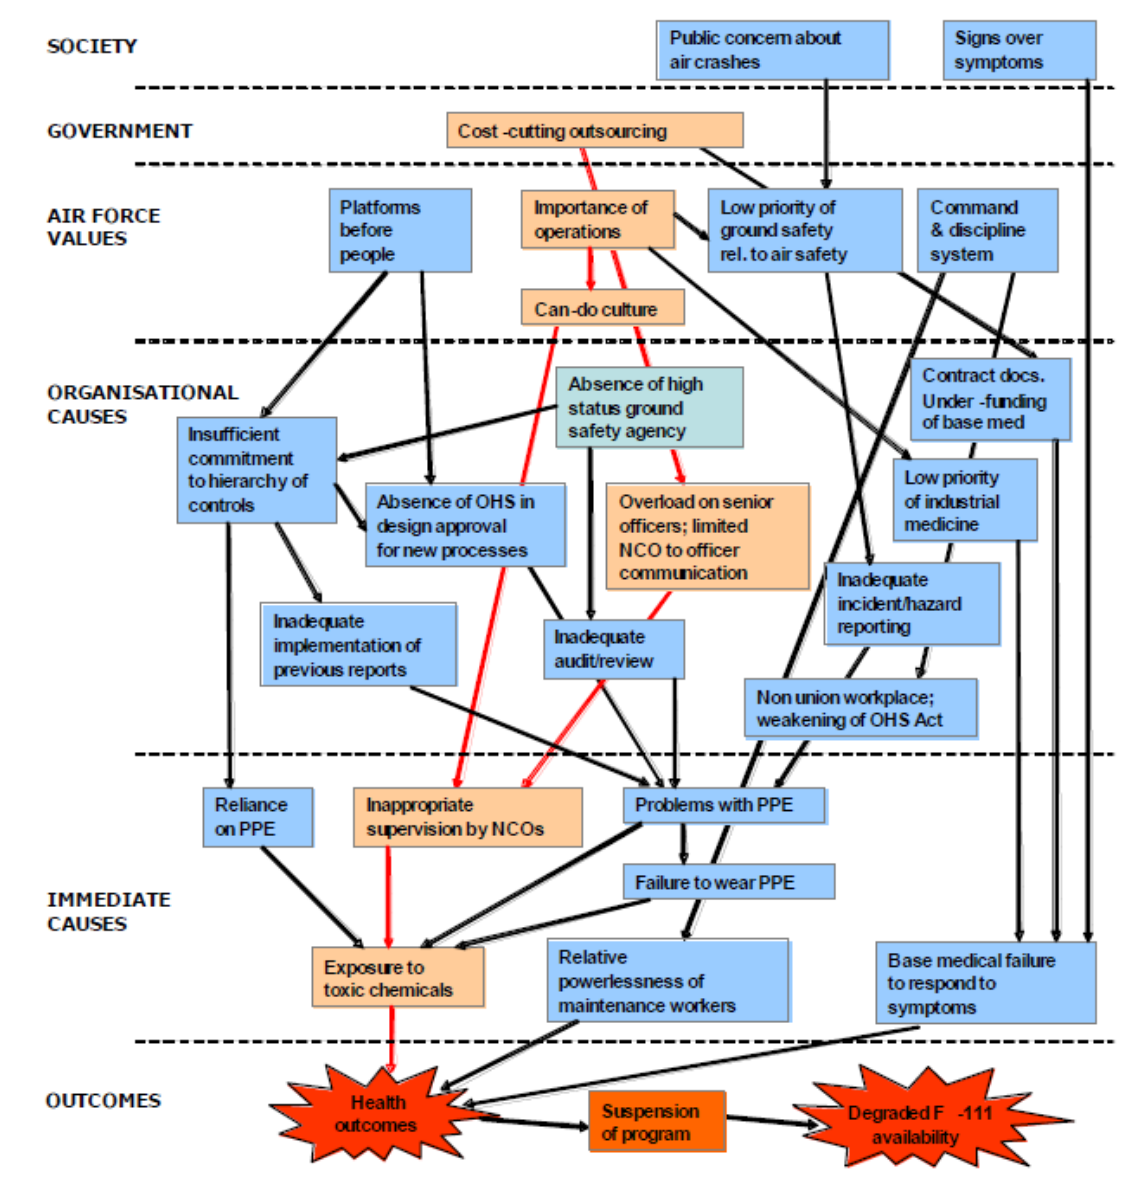 SOCIETY
Public concern about
air crashes
Signs over
symptoms
GOVERNMENT
Cost -cutting outsourcing
AIR FORCE
VALUES
Platforms
before
people
Importance of
operations
Low priority of
ground safety
rel. to air safety
Command
& discipline
system
Can-do culture
ORGANISATIONAL
CAUSES
Absence of high
status ground
safety agency
Contract docs.
Under -funding
of base med
Insufficient
commitment
to hierarchy of
controls
Absence of OHS in
design approval
for new processes
Overload on senior
officers; limited
NCO to officer
communication
Low priority
of industrial
medicine
Inadequate
incident/hazard
reporting
Inadequate
implementation of
previous reports
Inadequate
audit/review
Non union workplace;
weakening of OHS Act
IMMEDIATE
CAUSES
Reliance
on PPE
Inappropriate
supervision by NCOs
Problems with PPE
Failure to wear PPE
Exposure to
toxic chemicals
Relative
powerlessness of
maintenance workers
Base medical failure
to respond to
symptoms
OUTCOMES
Health
outcomes
Suspension
of program
Degraded F -111
availability